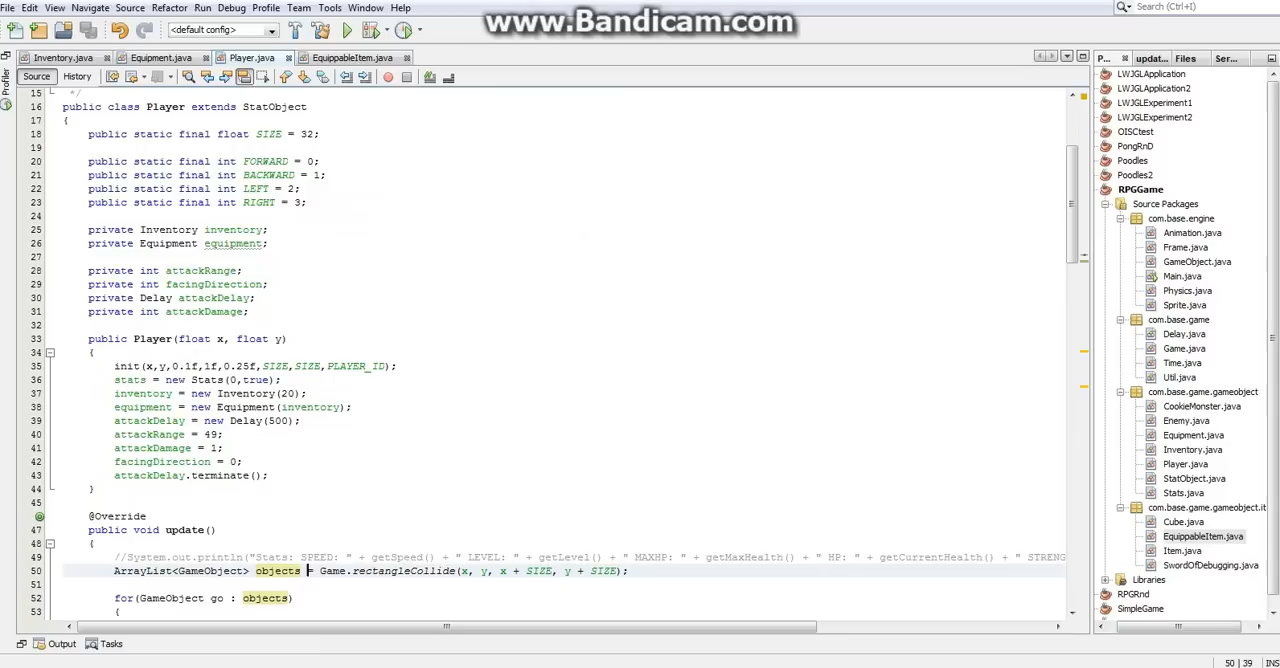 File Edit View Navigate Source Refactor Run Debug Profile Team Tools Window Help
Search (Ctrl+I)
www.Bandicam.com
<default config>
Inventory.java Equipment.java Player.java EquippableItem.java
P... updat... Files Ser...
Source History
Profiler
15 */
16 public class Player extends StatObject
17 {
18 public static final float SIZE = 32;
19
20 public static final int FORWARD = 0;
21 public static final int BACKWARD = 1;
22 public static final int LEFT = 2;
23 public static final int RIGHT = 3;
24
25 private Inventory inventory;
26 private Equipment equipment;
27
28 private int attackRange;
29 private int facingDirection;
30 private Delay attackDelay;
31 private int attackDamage;
32
33 public Player(float x, float y)
34 {
35 init(x,y,0.1f,1f,0.25f,SIZE,SIZE,PLAYER_ID);
36 stats = new Stats(0,true);
37 inventory = new Inventory(20);
38 equipment = new Equipment(inventory);
39 attackDelay = new Delay(500);
40 attackRange = 49;
41 attackDamage = 1;
42 facingDirection = 0;
43 attackDelay.terminate();
44 }
45
@Override
47 public void update()
48 {
49 //System.out.println("Stats: SPEED: " + getSpeed() + " LEVEL: " + getLevel() + " MAXHP: " + getMaxHealth() + " HP: " + getCurrentHealth() + " STRENG
50 ArrayList<GameObject> objects = Game.rectangleCollide(x, y, x + SIZE, y + SIZE);
51
52 for(GameObject go : objects)
53 {
LWJGLApplication
LWJGLApplication2
LWJGLExperiment1
LWJGLExperiment2
OISCtest
PongRnD
Poodles
Poodles2
RPGGame
Source Packages
com.base.engine
Animation.java
Frame.java
GameObject.java
Main.java
Physics.java
Sprite.java
com.base.game
Delay.java
Game.java
Time.java
Util.java
com.base.game.gameobject
CookieMonster.java
Enemy.java
Equipment.java
Inventory.java
Player.java
StatObject.java
Stats.java
com.base.game.gameobject.it
Cube.java
EquippableItem.java
Item.java
SwordOfDebugging.java
Libraries
RPGRnd
SimpleGame
Output Tasks
50 | 39 INS